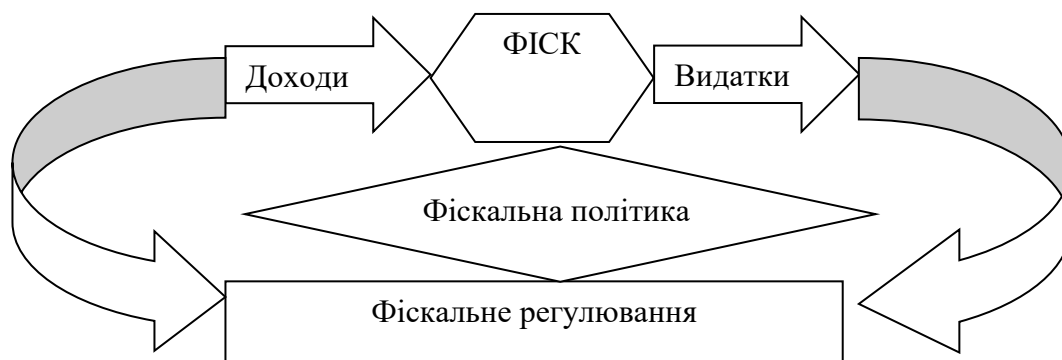 ФІСК
Доходи
Видатки
Фіскальна політика
Фіскальне регулювання